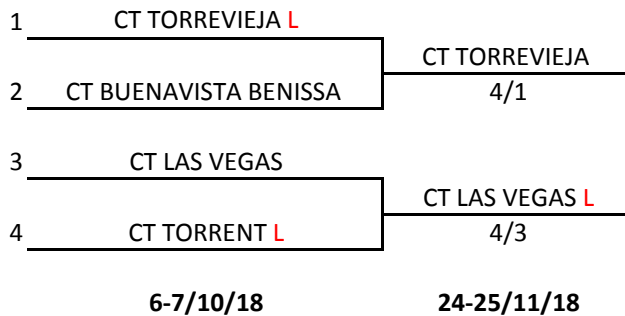 1 CT TORREVIEJA L
CT TORREVIEJA
2 CT BUENAVISTA BENISSA
4/1
3 CT LAS VEGAS
CT LAS VEGAS L
4 CT TORRENT L
4/3
6-7/10/18 24-25/11/18